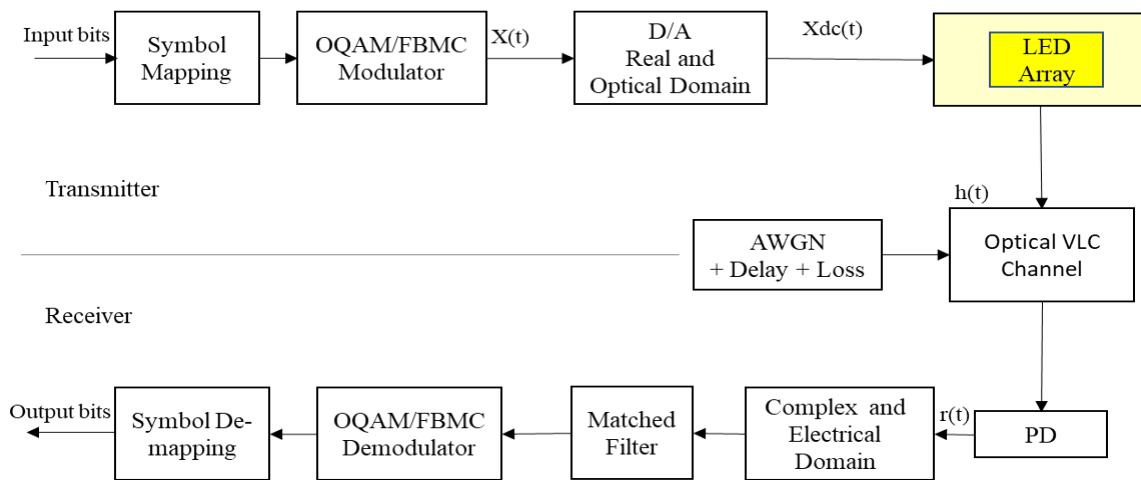 Input bits
Symbol
Mapping
OQAM/FBMC
Modulator
X(t)
D/A
Real and
Optical Domain
Xdc(t)
LED
Array
Transmitter
h(t)
AWGN
+ Delay + Loss
Optical VLC
Channel
Receiver
Output bits
Symbol De-
mapping
OQAM/FBMC
Demodulator
Matched
Filter
Complex and
Electrical
Domain
r(t)
PD